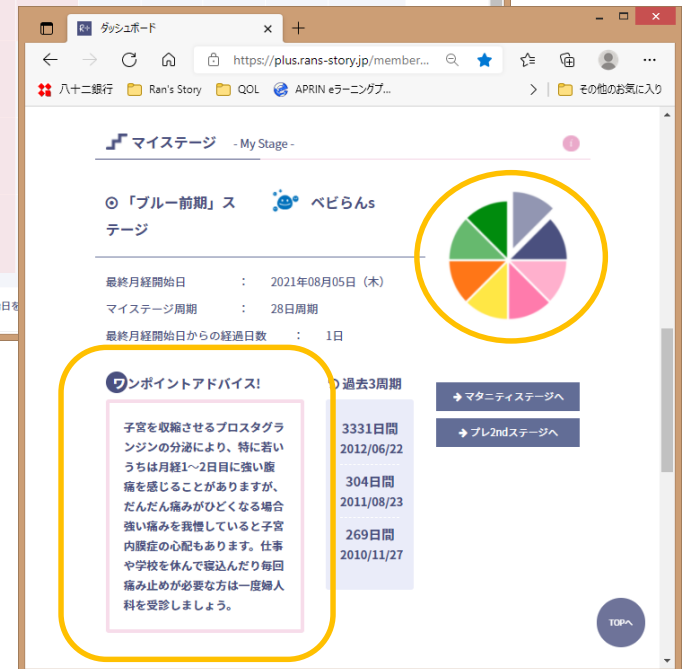 R+ ダッシュボード
https://plus.rans-story.jp/member...
八十二銀行 Ran's Story QOL APRIN eラーニングプ... その他のお気に入り
マイステージ - My Stage -
「ブルー前期」ス
テージ
ベビらんs
最終月経開始日 : 2021年08月05日(木)
マイステージ周期 : 28日周期
最終月経開始日からの経過日数 : 1日
日を
ワンポイントアドバイス!
子宮を収縮させるプロスタグラ
ンジンの分泌により、特に若い
うちは月経1~2日目に強い腹
痛を感じることがありますが、
だんだん痛みがひどくなる場合
強い痛みを我慢していると子宮
内膜症の心配もあります。仕事
や学校を休んで寝込んだり毎回
痛み止めが必要な方は一度婦人
科を受診しましょう。
過去3周期
3331日間
2012/06/22
304日間
2011/08/23
269日間
2010/11/27
マタニティステージへ
プレ2ndステージへ
TOPへ